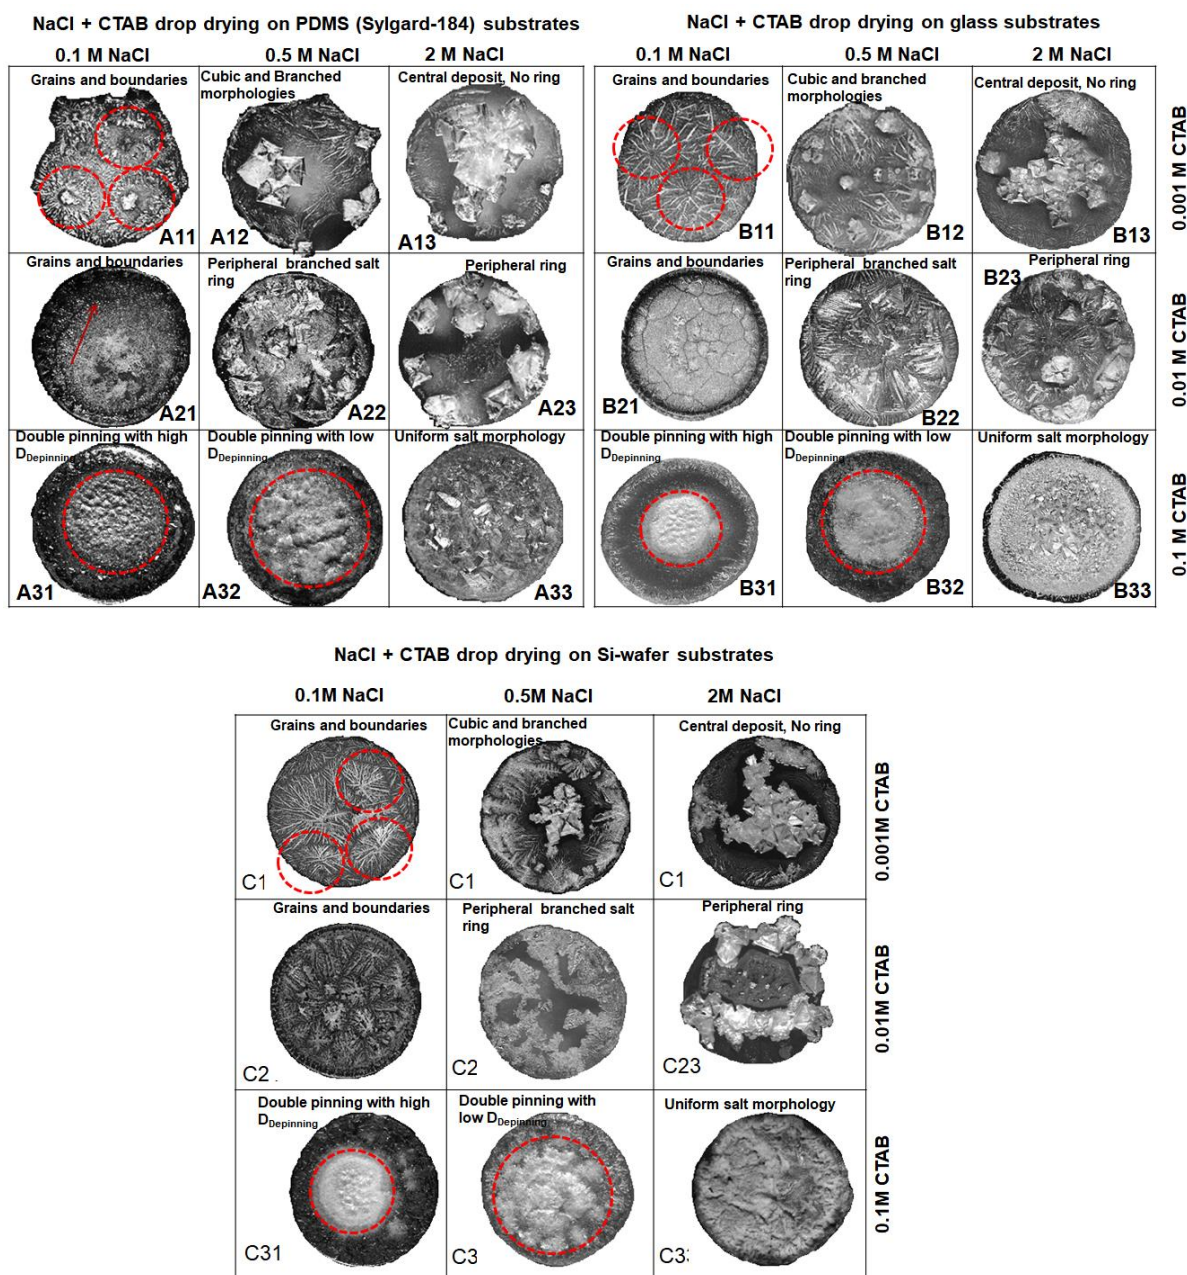 NaCl + CTAB drop drying on PDMS (Sylgard-184) substrates
0.1 M NaCl
0.5 M NaCl
2 M NaCl
Grains and boundaries
A11
Cubic and Branched
morphologies
A12
Central deposit, No ring
A13
Grains and boundaries
A21
Peripheral branched salt
ring
A22
Peripheral ring
A23
Double pinning with high
DDepinning
A31
Double pinning with low
DDepinning
A32
Uniform salt morphology
A33
NaCl + CTAB drop drying on glass substrates
0.1 M NaCl
0.5 M NaCl
2 M NaCl
Grains and boundaries
B11
Cubic and branched
morphologies
B12
Central deposit, No ring
B13
0.001 M CTAB
Grains and boundaries
B21
Peripheral branched salt
ring
B22
Peripheral ring
B23
0.01 M CTAB
Double pinning with high
DDepinning
B31
Double pinning with low
DDepinning
B32
Uniform salt morphology
B33
0.1 M CTAB
NaCl + CTAB drop drying on Si-wafer substrates
0.1M NaCl
0.5M NaCl
2M NaCl
Grains and boundaries
C1
Cubic and branched
morphologies
C1
Central deposit, No ring
C1
0.001M CTAB
Grains and boundaries
C2
Peripheral branched salt
ring
C2
Peripheral ring
C23
0.01M CTAB
Double pinning with high
DDepinning
C31
Double pinning with
low DDepinning
C3
Uniform salt morphology
C3
0.1M CTAB